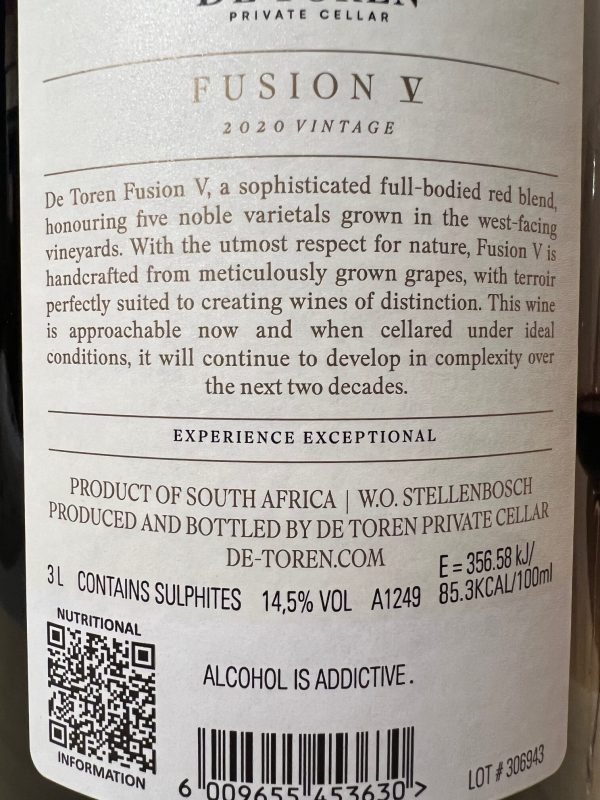 DE TOREN
PRIVATE CELLAR
FUSION V
2020 VINTAGE
De Toren Fusion V, a sophisticated full-bodied red blend,
honouring five noble varietals grown in the west-facing
vineyards. With the utmost respect for nature, Fusion V is
handcrafted from meticulously grown grapes, with terroir
perfectly suited to creating wines of distinction. This wine
is approachable now and when cellared under ideal
conditions, it will continue to develop in complexity over
the next two decades.
EXPERIENCE EXCEPTIONAL
PRODUCT OF SOUTH AFRICA | W.O. STELLENBOSCH
PRODUCED AND BOTTLED BY DE TOREN PRIVATE CELLAR
DE-TOREN.COM
3 L CONTAINS SULPHITES 14,5% VOL A1249 E = 356.58 kJ/
85.3KCAL/100ml
NUTRITIONAL
INFORMATION
ALCOHOL IS ADDICTIVE.
6 009655 453630 >
LOT # 306943